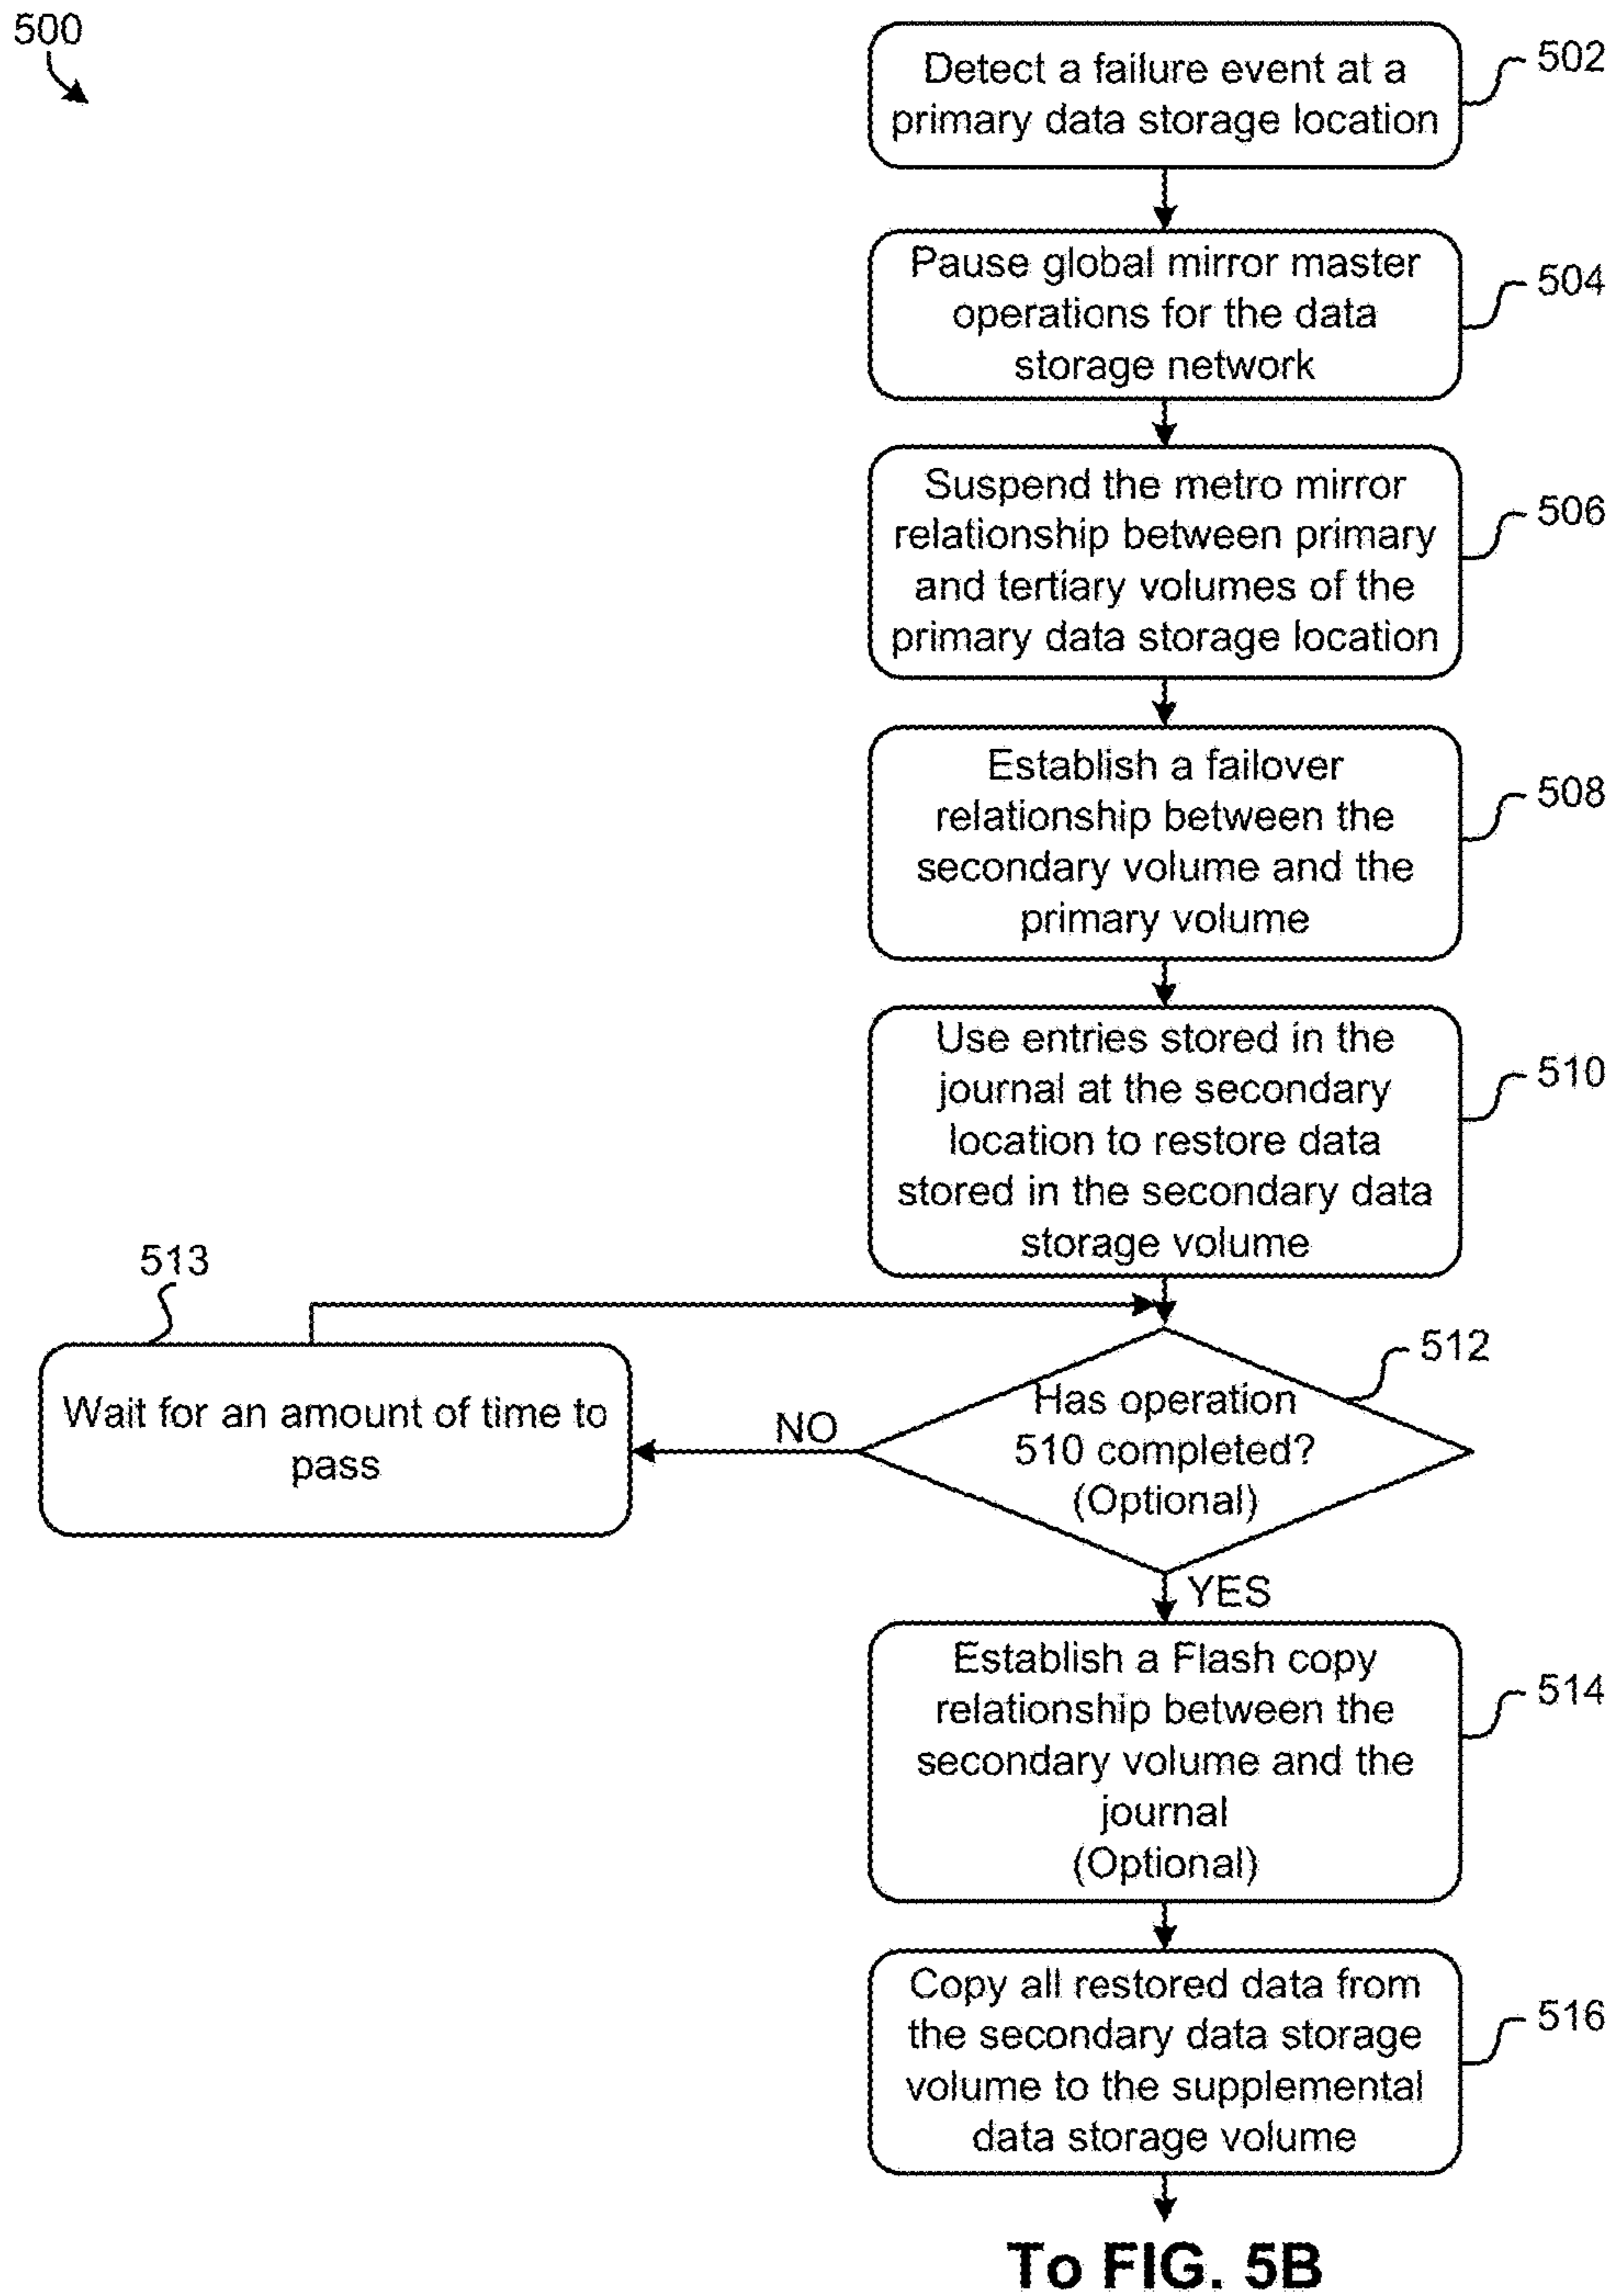 500
Detect a failure event at a
primary data storage location
502
Pause global mirror master
operations for the data
storage network
504
Suspend the metro mirror
relationship between primary
and tertiary volumes of the
primary data storage location
506
Establish a failover
relationship between the
secondary volume and the
primary volume
508
Use entries stored in the
journal at the secondary
location to restore data
stored in the secondary data
storage volume
510
513
Wait for an amount of time to
pass
NO
Has operation
510 completed?
(Optional)
512
YES
Establish a Flash copy
relationship between the
secondary volume and the
journal
(Optional)
514
Copy all restored data from
the secondary data storage
volume to the supplemental
data storage volume
516
To FIG. 5B